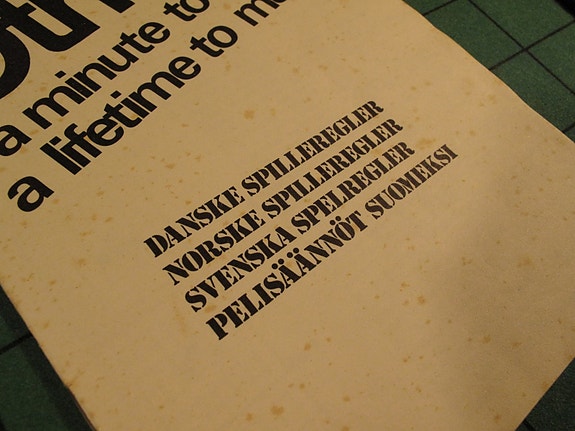 a minute to
a lifetime to
DANSKE SPILLEREGLER
NORSKE SPILLEREGLER
SVENSKA SPELREGLER
PELISÄÄNNÖT SUOMEKSI